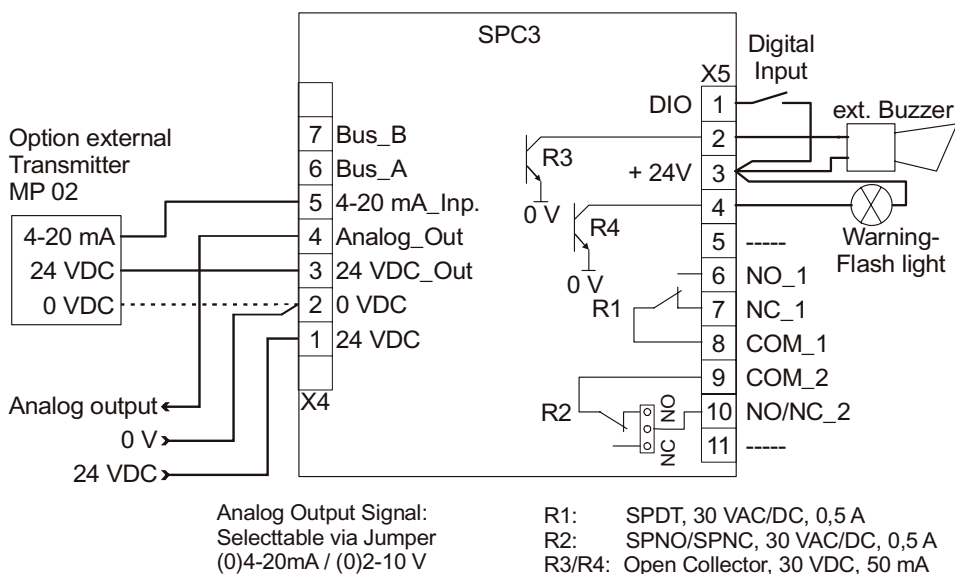 SPC3
Option external
Transmitter
MP 02
4-20 mA
24 VDC
0 VDC
Analog output
0 V
24 VDC
7 Bus_B
6 Bus_A
5 4-20 mA_Inp.
4 Analog_Out
3 24 VDC_Out
2 0 VDC
1 24 VDC
X4
R3
0 V
R4
0 V
R1
R2
NO
NC
X5
DIO 1
2
+ 24V 3
4
5 -----
6 NO_1
7 NC_1
8 COM_1
9 COM_2
10 NO/NC_2
11 -----
Digital
Input
ext. Buzzer
Warning-
Flash light
Analog Output Signal:
Selecttable via Jumper
(0)4-20mA / (0)2-10 V
R1: SPDT, 30 VAC/DC, 0,5 A
R2: SPNO/SPNC, 30 VAC/DC, 0,5 A
R3/R4: Open Collector, 30 VDC, 50 mA